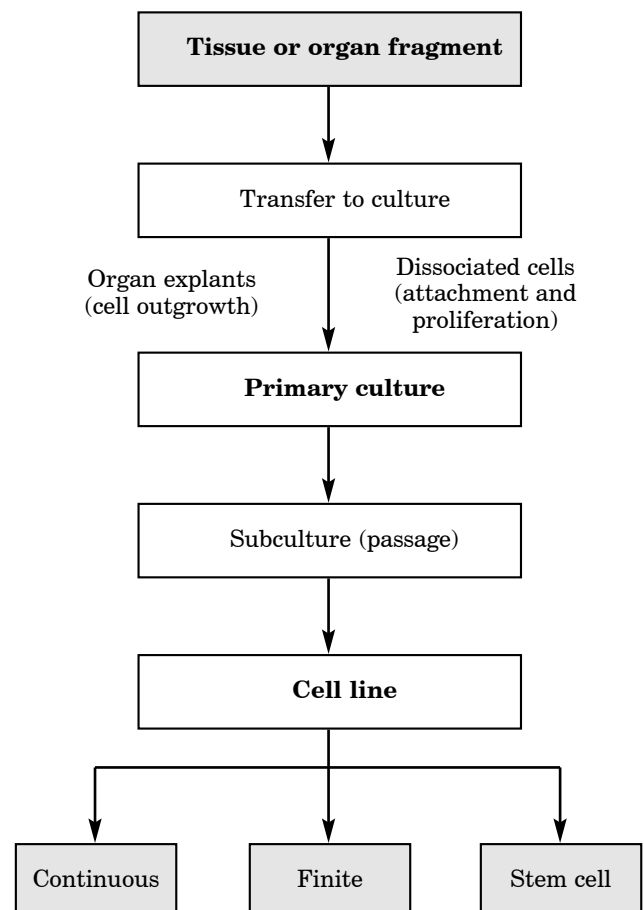 Tissue or organ fragment
Transfer to culture
Organ explants
(cell outgrowth)
Dissociated cells
(attachment and
proliferation)
Primary culture
Subculture (passage)
Cell line
Continuous
Finite
Stem cell